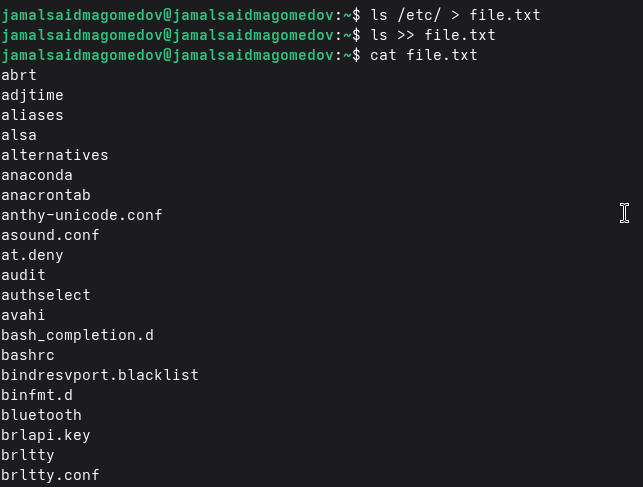 jamalsaidmagomedov@jamalsaidmagomedov:~$ ls /etc/ > file.txt
jamalsaidmagomedov@jamalsaidmagomedov:~$ ls >> file.txt
jamalsaidmagomedov@jamalsaidmagomedov:~$ cat file.txt
abrt
adjtime
aliases
alsa
alternatives
anaconda
anacrontab
anthy-unicode.conf
asound.conf
at.deny
audit
authselect
avahi
bash_completion.d
bashrc
bindresvport.blacklist
binfmt.d
bluetooth
brlapi.key
brltty
brltty.conf